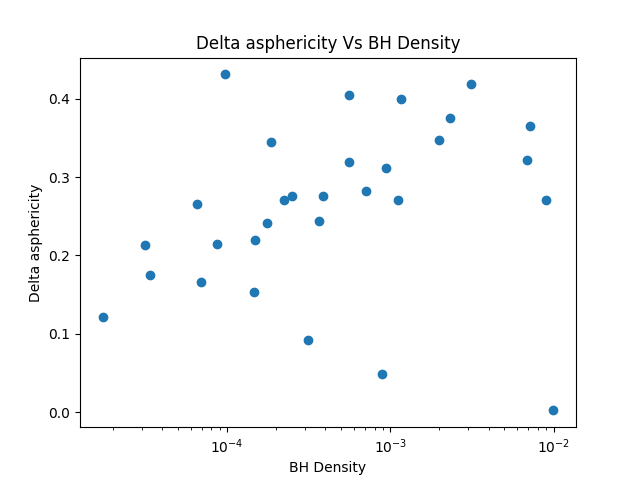 Delta asphericity Vs BH Density
0.4
0.3
0.2
0.1
0.0
Delta asphericity
10⁻⁴ 10⁻³ 10⁻²
BH Density